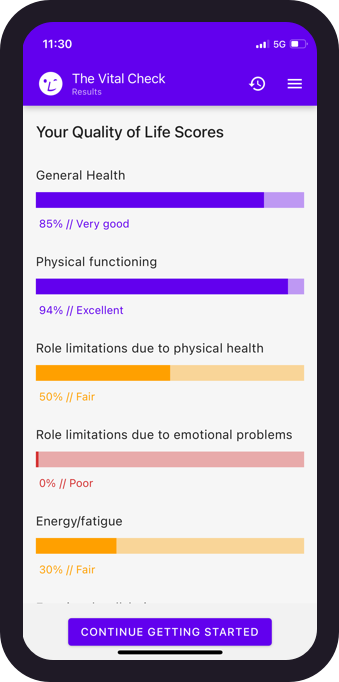 11:30
5G
The Vital Check
Results
Your Quality of Life Scores
General Health
85% // Very good
Physical functioning
94% // Excellent
Role limitations due to physical health
50% // Fair
Role limitations due to emotional problems
0% // Poor
Energy/fatigue
30% // Fair
CONTINUE GETTING STARTED